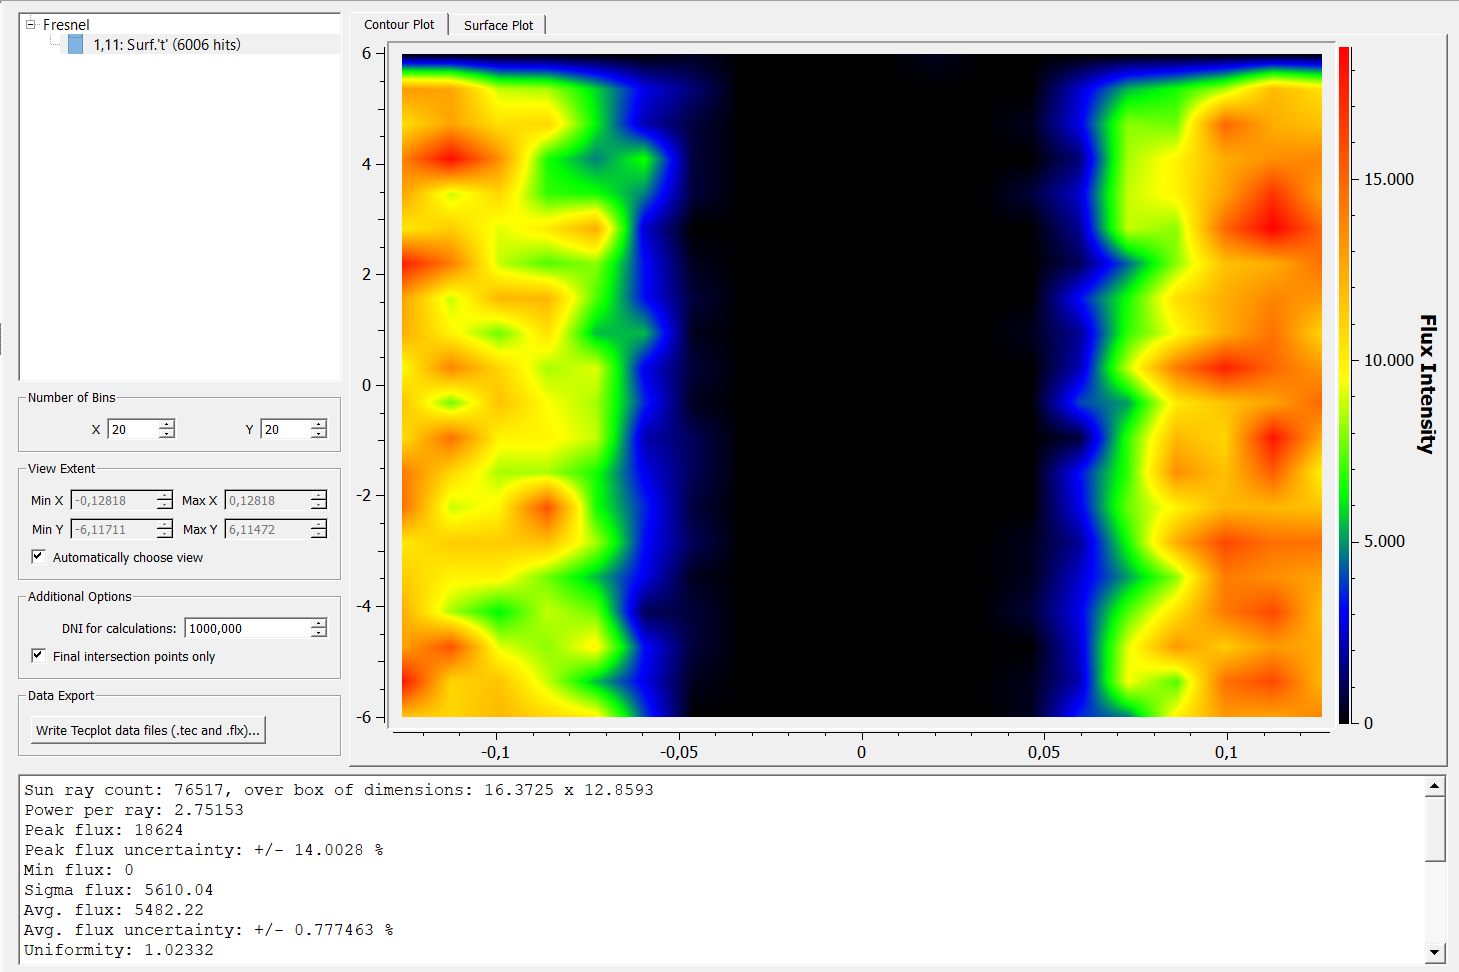 Fresnel
1,11: Surf.'t' (6006 hits)
Number of Bins
X 20 Y 20
View Extent
Min X -0,12818 Max X 0,12818
Min Y -6,11711 Max Y 6,11472
Automatically choose view
Additional Options
DNI for calculations: 1000,000
Final intersection points only
Data Export
Write Tecplot data files (.tec and .flx)...
Contour Plot Surface Plot
6
4
2
0
-2
-4
-6
-0,1 -0,05 0 0,05 0,1
15.000
10.000
5.000
0
Flux Intensity
Sun ray count: 76517, over box of dimensions: 16.3725 x 12.8593
Power per ray: 2.75153
Peak flux: 18624
Peak flux uncertainty: +/- 14.0028 %
Min flux: 0
Sigma flux: 5610.04
Avg. flux: 5482.22
Avg. flux uncertainty: +/- 0.777463 %
Uniformity: 1.02332